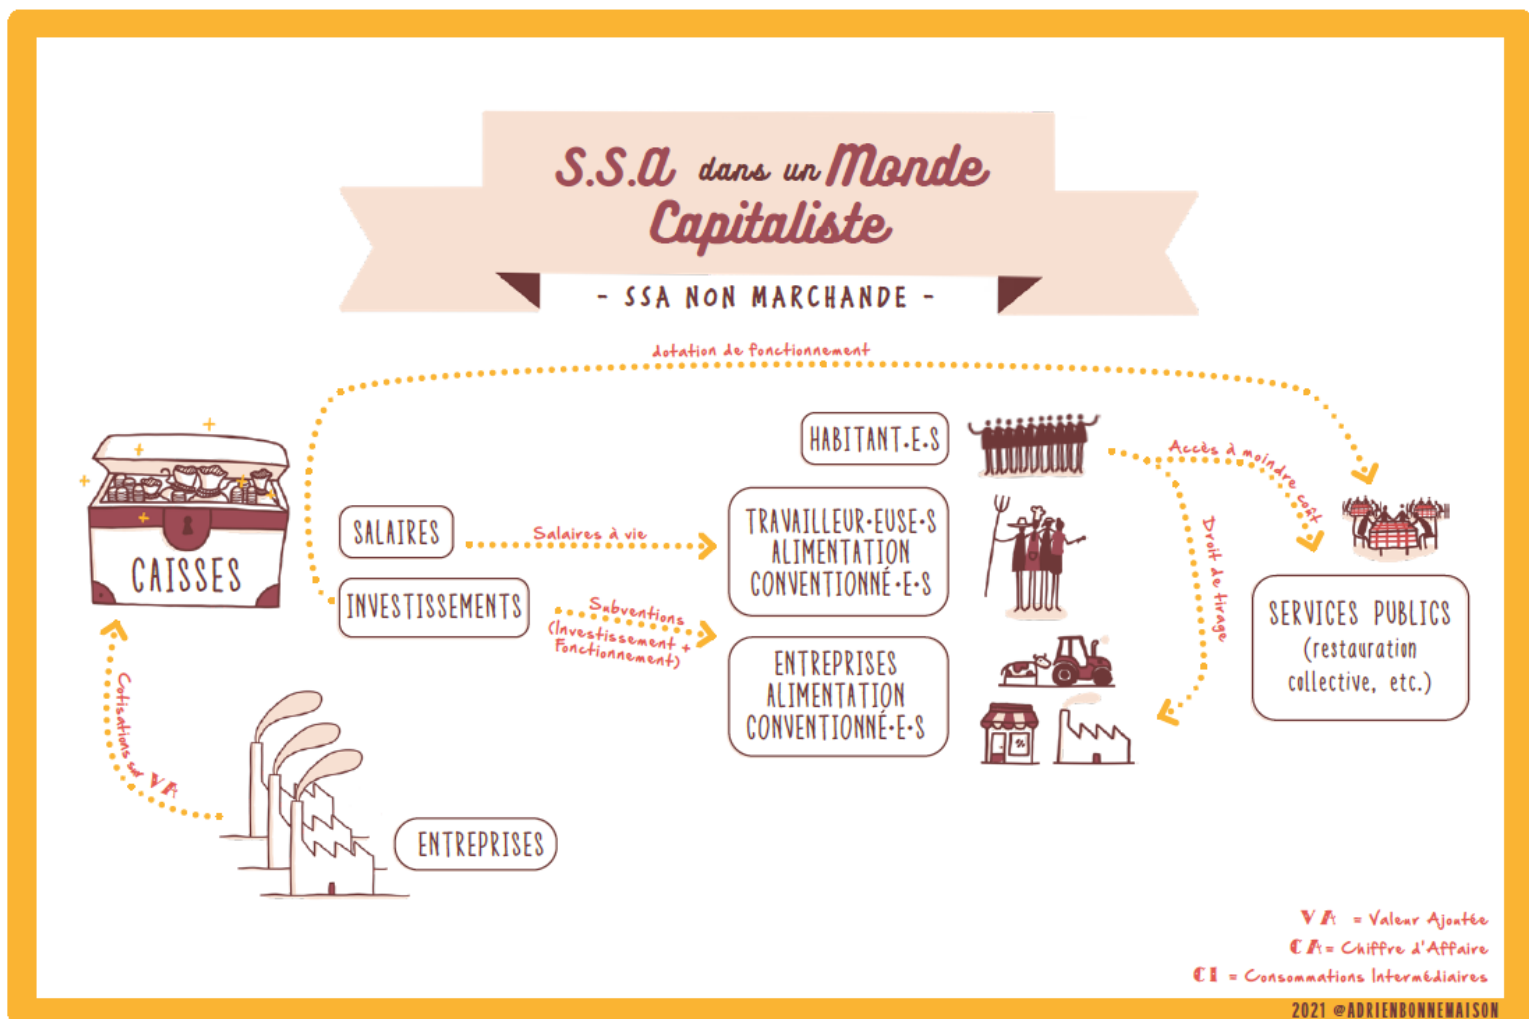 S.S.A dans un Monde
Capitaliste
- SSA NON MARCHANDE -
dotation de fonctionnement
HABITANT·E·S
Accès à moindre coût
CAISSES
SALAIRES
Salaires à vie
TRAVAILLEUR·EUSE·S
ALIMENTATION
CONVENTIONNÉ·E·S
Droit de tirage
INVESTISSEMENTS
Subventions
(Investissement +
Fonctionnement)
ENTREPRISES
ALIMENTATION
CONVENTIONNÉ·E·S
SERVICES PUBLICS
(restauration
collective, etc.)
Cotisations sur VA
ENTREPRISES
VA = Valeur Ajoutée
CA = Chiffre d'Affaire
CI = Consommations Intermédiaires
2021 @ADRIENBONNEMAISON